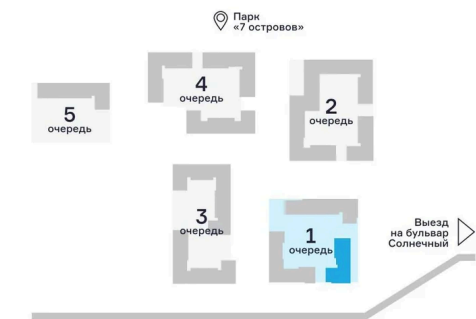 Парк
«7 островов»
4
очередь
5
очередь
2
очередь
3
очередь
1
очередь
Выезд
на бульвар
Солнечный